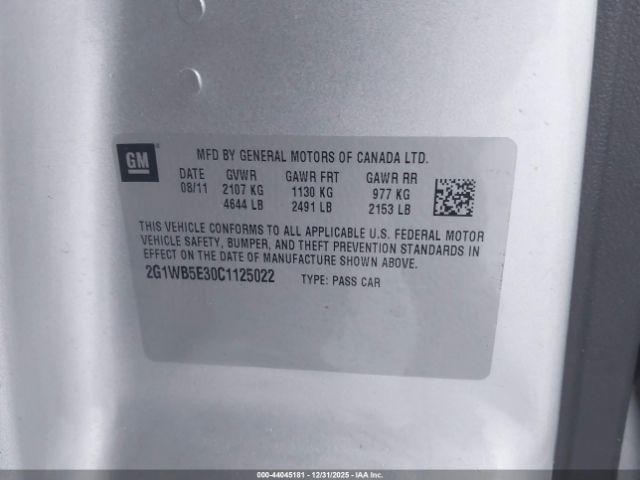 GM
MFD BY GENERAL MOTORS OF CANADA LTD.
DATE GVWR GAWR FRT GAWR RR
08/11 2107 KG 1130 KG 977 KG
4644 LB 2491 LB 2153 LB
THIS VEHICLE CONFORMS TO ALL APPLICABLE U.S. FEDERAL MOTOR
VEHICLE SAFETY, BUMPER, AND THEFT PREVENTION STANDARDS IN
EFFECT ON THE DATE OF MANUFACTURE SHOWN ABOVE.
2G1WB5E30C1125022 TYPE: PASS CAR
000-44045181 - 12/31/2025 - IAA Inc.